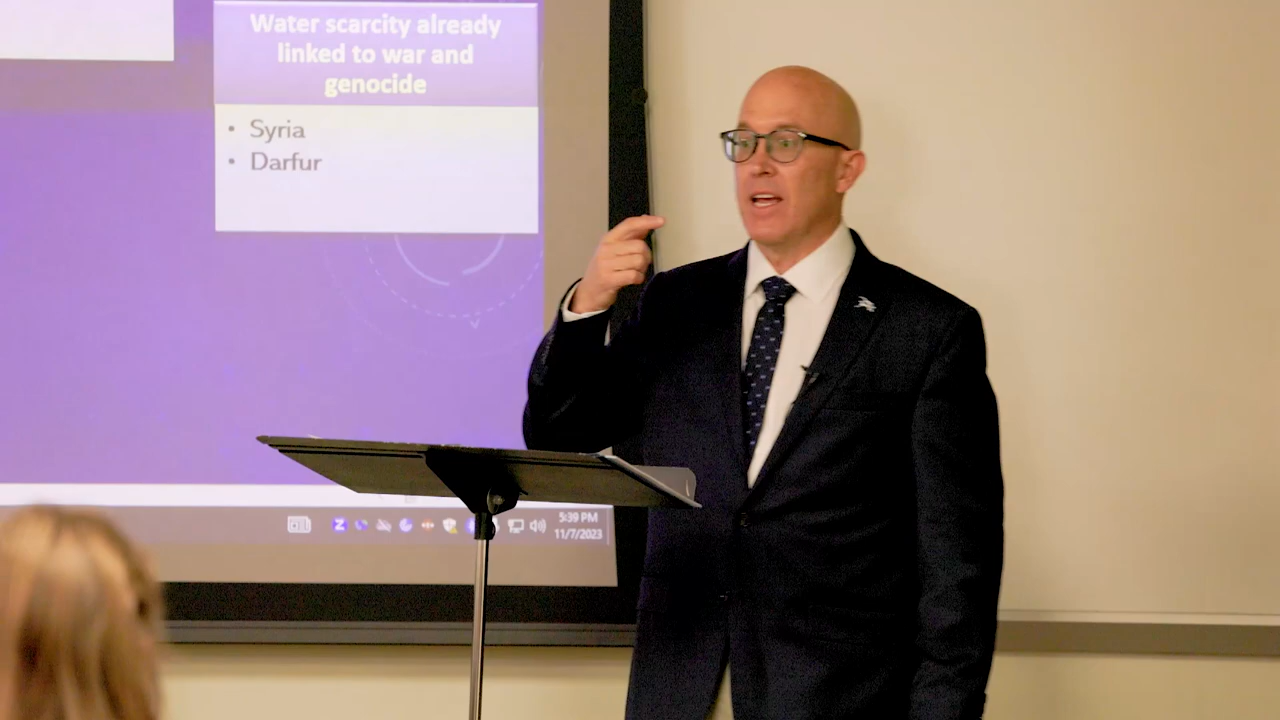 Water scarcity already
linked to war and
genocide
• Syria
• Darfur
5:39 PM
11/7/2023